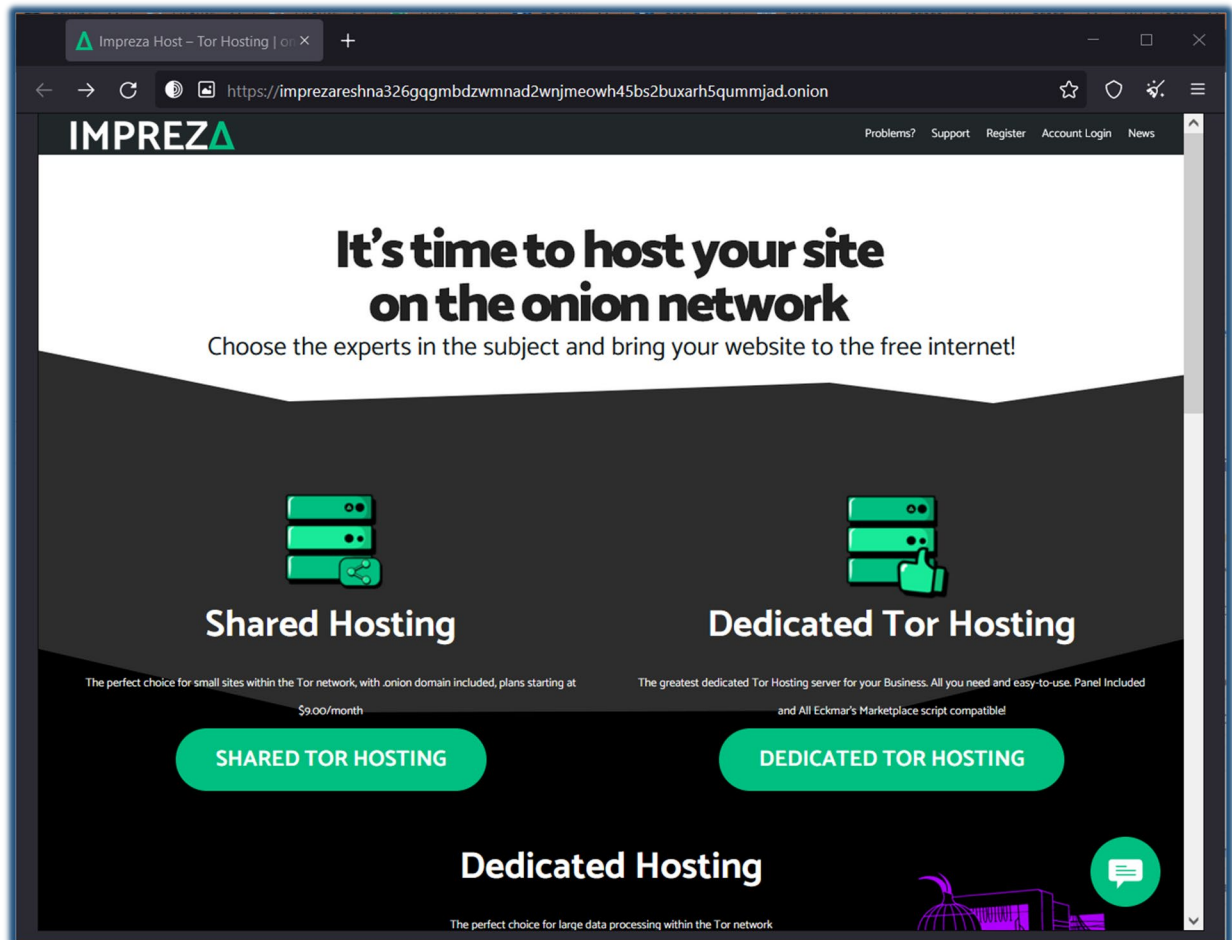 Impreza Host – Tor Hosting | on
https://imprezareshna326gqgmbdzwmnad2wnjmeowh45bs2buxarh5qummjad.onion
IMPREZΔ
Problems? Support Register Account Login News
It's time to host your site
on the onion network
Choose the experts in the subject and bring your website to the free internet!
Shared Hosting
The perfect choice for small sites within the Tor network, with .onion domain included, plans starting at
$9.00/month
SHARED TOR HOSTING
Dedicated Tor Hosting
The greatest dedicated Tor Hosting server for your Business. All you need and easy-to-use. Panel Included
and All Eckmar's Marketplace script compatible!
DEDICATED TOR HOSTING
Dedicated Hosting
The perfect choice for large data processing within the Tor network